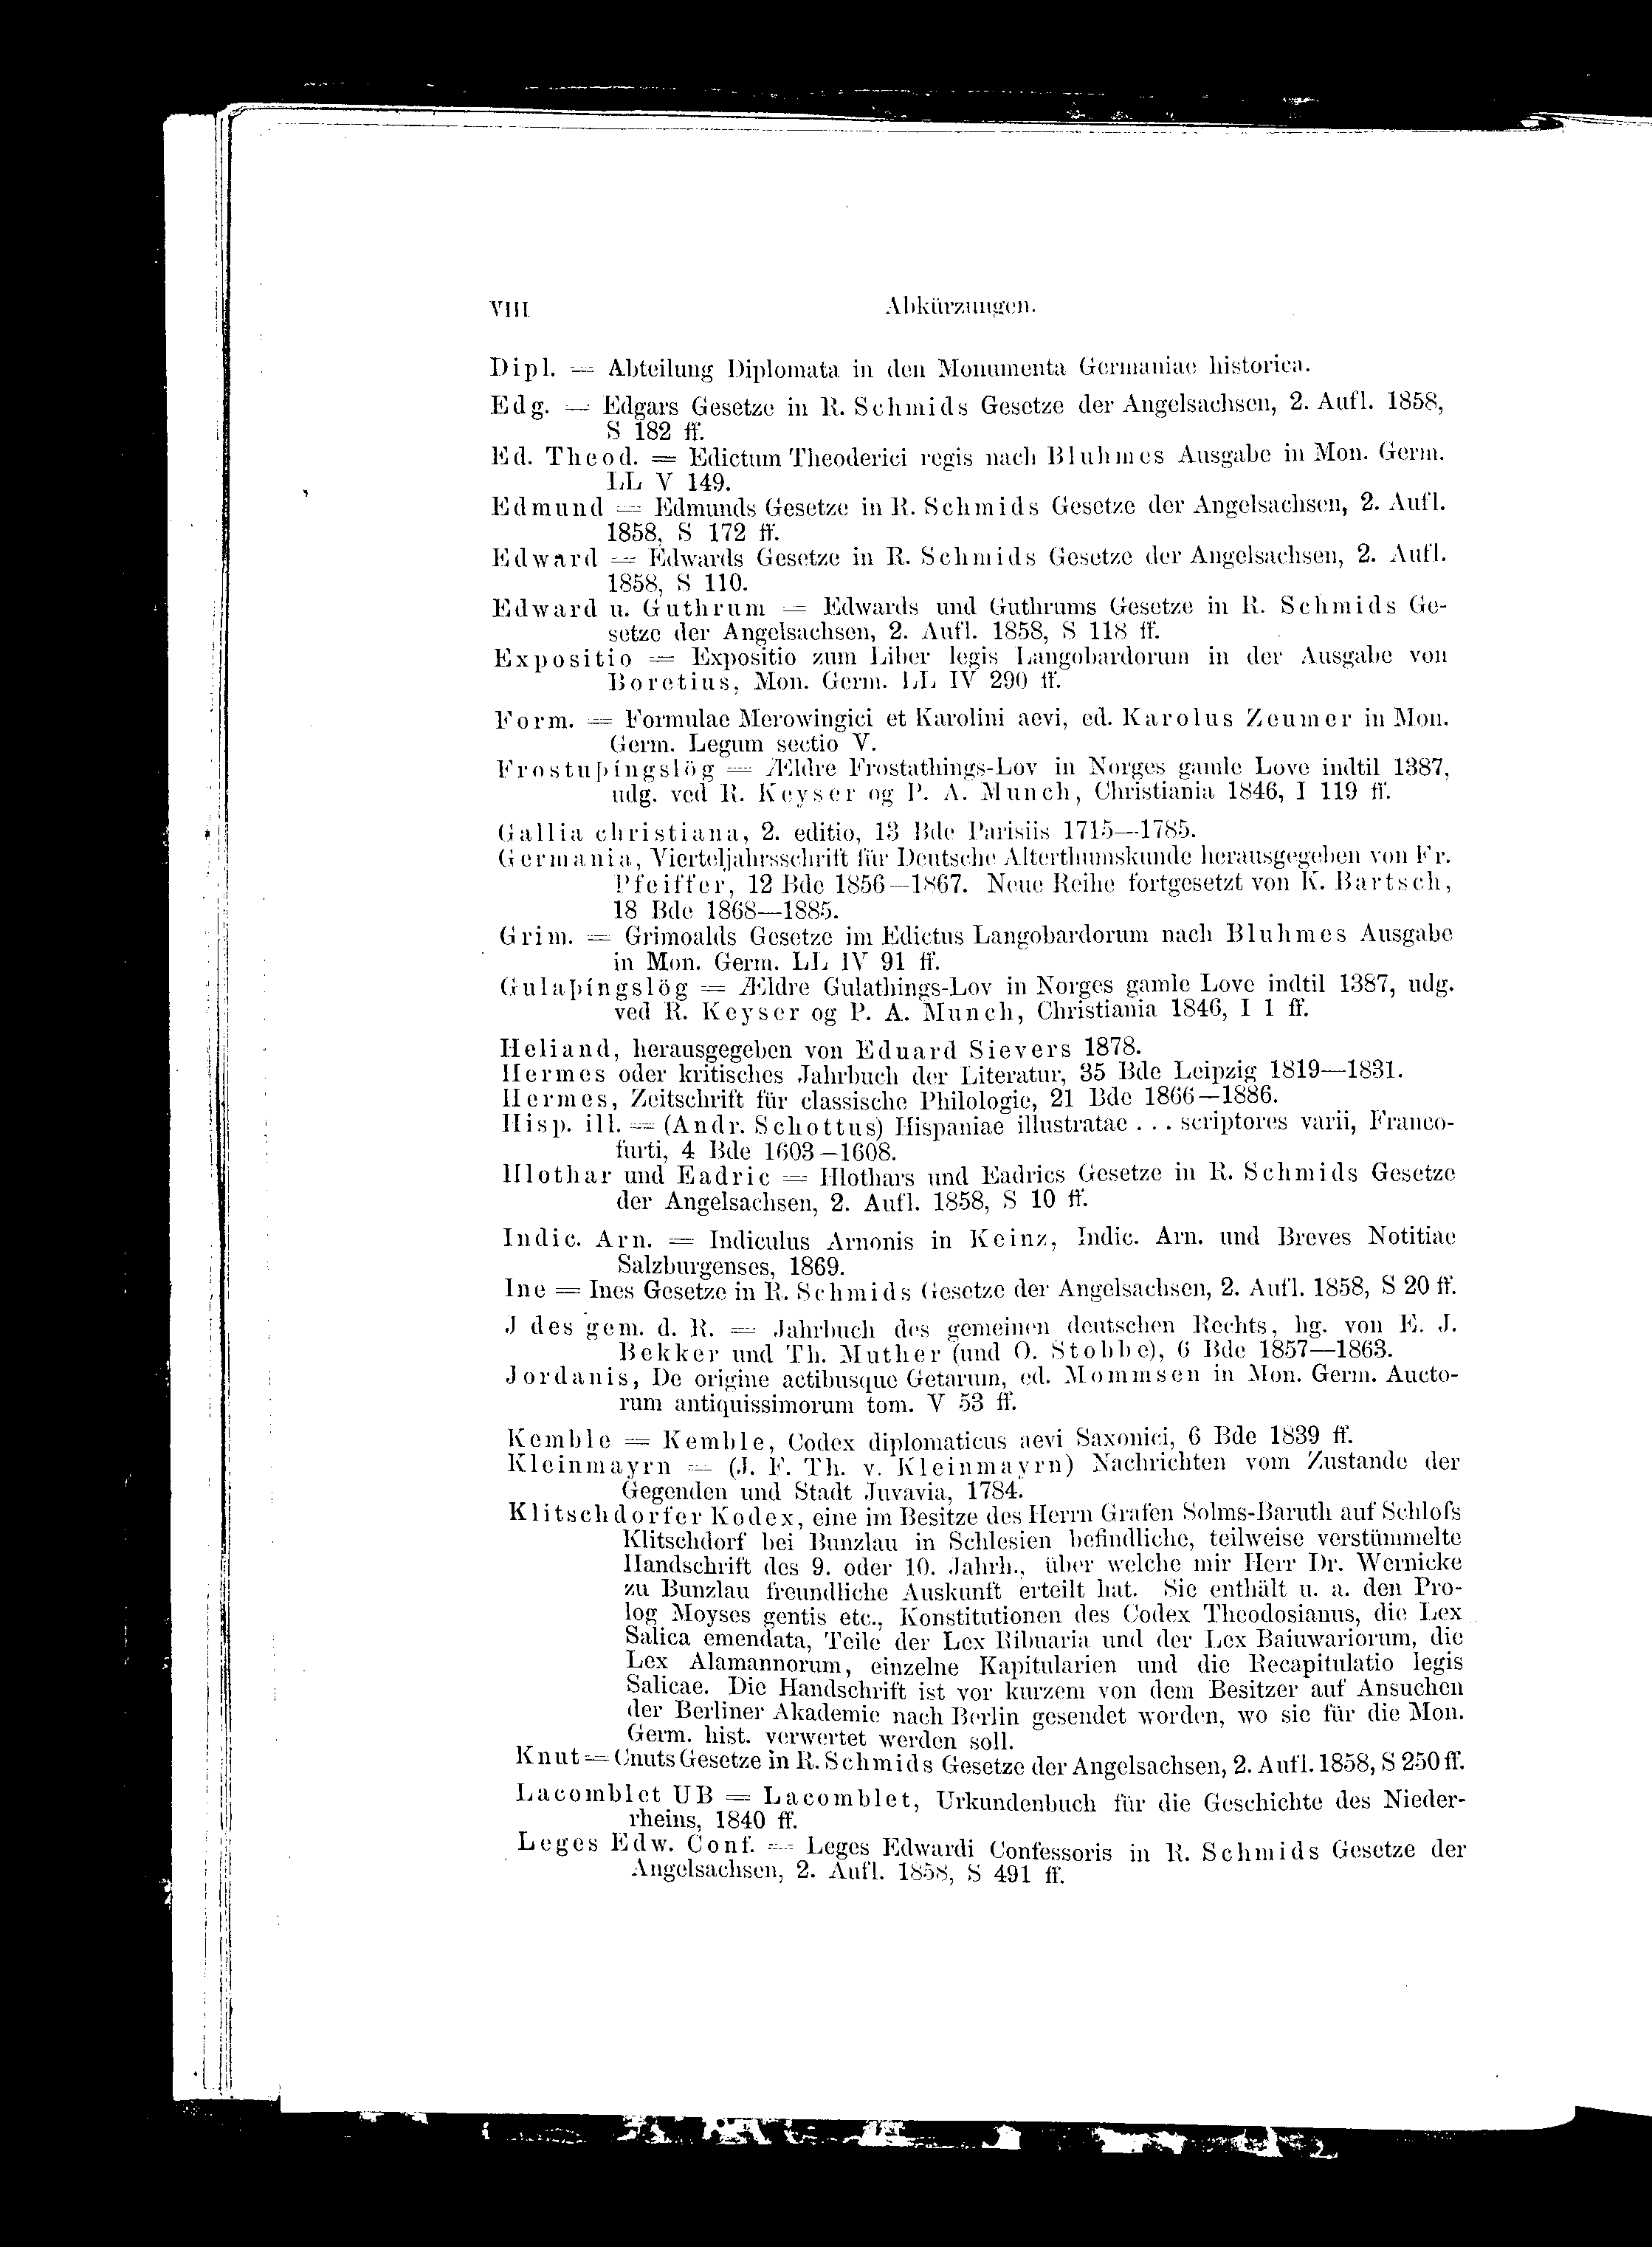 VIII
Abkürzungen.
Dipl. = Abteilung Diplomata in den Monumenta Germaniae historica.
Edg. = Edgars Gesetze in R. Schmids Gesetze der Angelsachsen, 2. Aufl. 1858,
S 182 ff.
Ed. Theod. = Edictum Theoderici regis nach Bluhmes Ausgabe in Mon. Germ.
LL V 149.
Edmund = Edmunds Gesetze in R. Schmids Gesetze der Angelsachsen, 2. Aufl.
1858, S 172 ff.
Edward = Edwards Gesetze in R. Schmids Gesetze der Angelsachsen, 2. Aufl.
1858, S 110.
Edward u. Guthrum = Edwards und Guthrums Gesetze in R. Schmids Ge-
setze der Angelsachsen, 2. Aufl. 1858, S 118 ff.
Expositio = Expositio zum Liber legis Langobardorum in der Ausgabe von
Boretius, Mon. Germ. LL IV 290 ff.
Form. = Formulae Merowingici et Karolini aevi, ed. Karolus Zeumer in Mon.
Germ. Legum sectio V.
Frostuþíngslög = Ældre Frostathings-Lov in Norges gamle Love indtil 1387,
udg. ved R. Keyser og P. A. Munch, Christiania 1846, I 119 ff.
Gallia christiana, 2. editio, 13 Bde Parisiis 1715—1785.
Germania, Vierteljahrsschrift für Deutsche Alterthumskunde herausgegeben von Fr.
Pfeiffer, 12 Bde 1856—1867. Neue Reihe fortgesetzt von K. Bartsch,
18 Bde 1868—1885.
Grim. = Grimoalds Gesetze im Edictus Langobardorum nach Bluhmes Ausgabe
in Mon. Germ. LL IV 91 ff.
Gulaþíngslög = Ældre Gulathings-Lov in Norges gamle Love indtil 1387, udg.
ved R. Keyser og P. A. Munch, Christiania 1846, I 1 ff.
Heliand, herausgegeben von Eduard Sievers 1878.
Hermes oder kritisches Jahrbuch der Literatur, 35 Bde Leipzig 1819—1831.
Hermes, Zeitschrift für classische Philologie, 21 Bde 1866—1886.
Hisp. ill. = (Andr. Schottus) Hispaniae illustratae . . . scriptores varii, Franco-
furti, 4 Bde 1603—1608.
Hlothar und Eadric = Hlothars und Eadrics Gesetze in R. Schmids Gesetze
der Angelsachsen, 2. Aufl. 1858, S 10 ff.
Indic. Arn. = Indiculus Arnonis in Keinz, Indic. Arn. und Breves Notitiae
Salzburgenses, 1869.
Ine = Ines Gesetze in R. Schmids Gesetze der Angelsachsen, 2. Aufl. 1858, S 20 ff.
J des gem. d. R. = Jahrbuch des gemeinen deutschen Rechts, hg. von E. J.
Bekker und Th. Muther (und O. Stobbe), 6 Bde 1857—1863.
Jordanis, De origine actibusque Getarum, ed. Mommsen in Mon. Germ. Aucto-
rum antiquissimorum tom. V 53 ff.
Kemble = Kemble, Codex diplomaticus aevi Saxonici, 6 Bde 1839 ff.
Kleinmayrn = (J. F. Th. v. Kleinmayrn) Nachrichten vom Zustande der
Gegenden und Stadt Juvavia, 1784.
Klitschdorfer Kodex, eine im Besitze des Herrn Grafen Solms-Baruth auf Schloſs
Klitschdorf bei Bunzlau in Schlesien befindliche, teilweise verstümmelte
Handschrift des 9. oder 10. Jahrh., über welche mir Herr Dr. Wernicke
zu Bunzlau freundliche Auskunft erteilt hat. Sie enthält u. a. den Pro-
log Moyses gentis etc., Konstitutionen des Codex Theodosianus, die Lex
Salica emendata, Teile der Lex Ribuaria und der Lex Baiuwariorum, die
Lex Alamannorum, einzelne Kapitularien und die Recapitulatio legis
Salicae. Die Handschrift ist vor kurzem von dem Besitzer auf Ansuchen
der Berliner Akademie nach Berlin gesendet worden, wo sie für die Mon.
Germ. hist. verwertet werden soll.
Knut = Cnuts Gesetze in R. Schmids Gesetze der Angelsachsen, 2. Aufl. 1858, S 250 ff.
Lacomblet UB = Lacomblet, Urkundenbuch für die Geschichte des Nieder-
rheins, 1840 ff.
Leges Edw. Conf. = Leges Edwardi Confessoris in R. Schmids Gesetze der
Angelsachsen, 2. Aufl. 1858, S 491 ff.